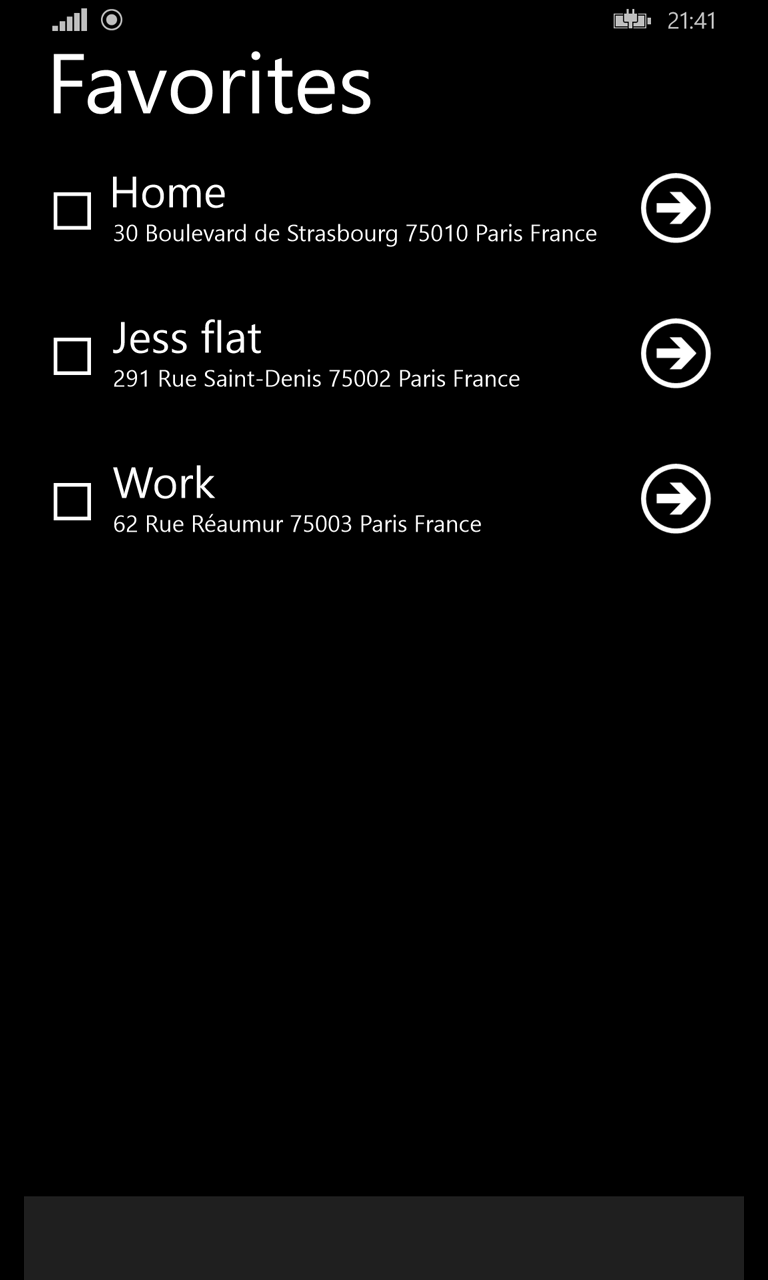 21:41
Favorites
Home
30 Boulevard de Strasbourg 75010 Paris France
Jess flat
291 Rue Saint-Denis 75002 Paris France
Work
62 Rue Réaumur 75003 Paris France